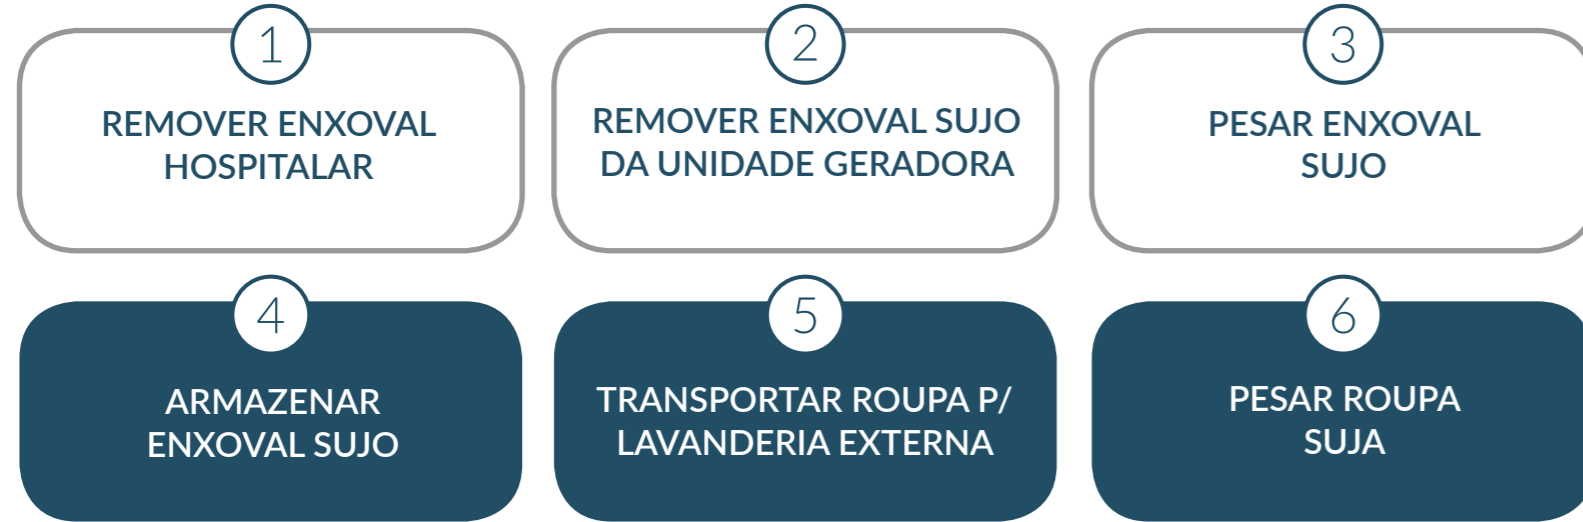 1
REMOVER ENXOVAL
HOSPITALAR
2
REMOVER ENXOVAL SUJO
DA UNIDADE GERADORA
3
PESAR ENXOVAL
SUJO
4
ARMAZENAR
ENXOVAL SUJO
5
TRANSPORTAR ROUPA P/
LAVANDERIA EXTERNA
6
PESAR ROUPA
SUJA